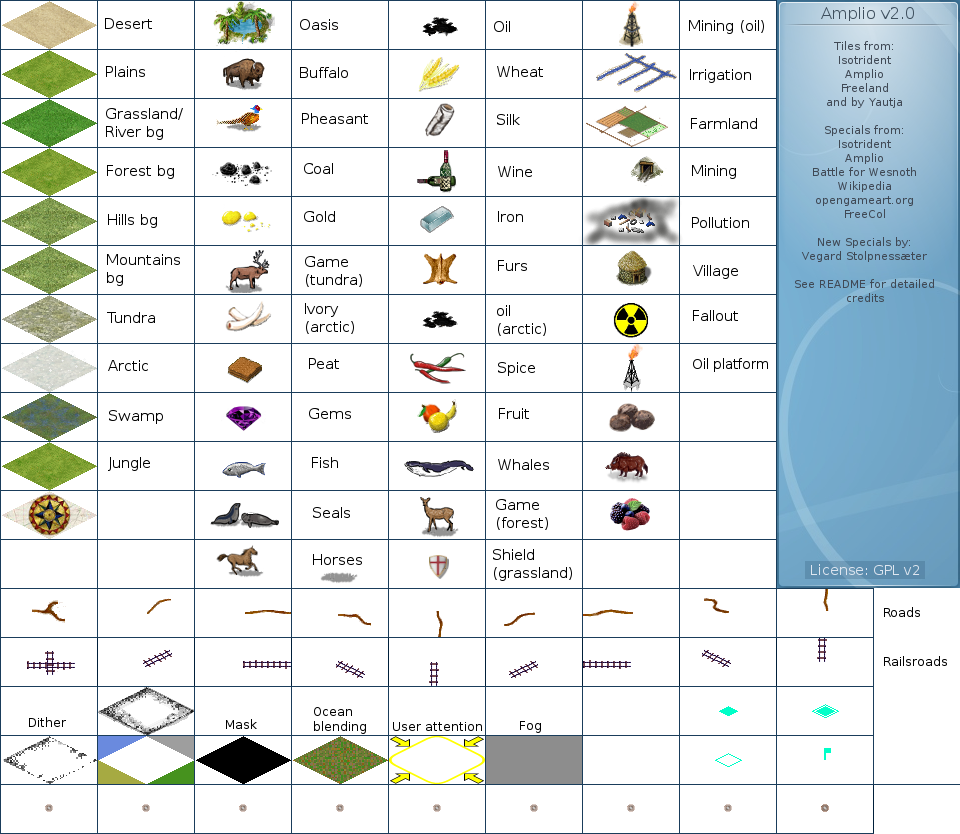 Desert
Oasis
Oil
Mining (oil)
Amplio v2.0
Plains
Buffalo
Wheat
Irrigation
Tiles from:
Isotrident
Amplio
Freeland
and by Yautja
Grassland/
River bg
Pheasant
Silk
Farmland
Specials from:
Isotrident
Amplio
Battle for Wesnoth
Wikipedia
opengameart.org
FreeCol
Forest bg
Coal
Wine
Mining
Hills bg
Gold
Iron
Pollution
New Specials by:
Vegard Stolpnessæter
Mountains
bg
Game
(tundra)
Furs
Village
See README for detailed
credits
Tundra
Ivory
(arctic)
oil
(arctic)
Fallout
Arctic
Peat
Spice
Oil platform
Swamp
Gems
Fruit
Jungle
Fish
Whales
Seals
Game
(forest)
Horses
Shield
(grassland)
License: GPL v2
Roads
Railsroads
Dither
Mask
Ocean
blending
User attention
Fog